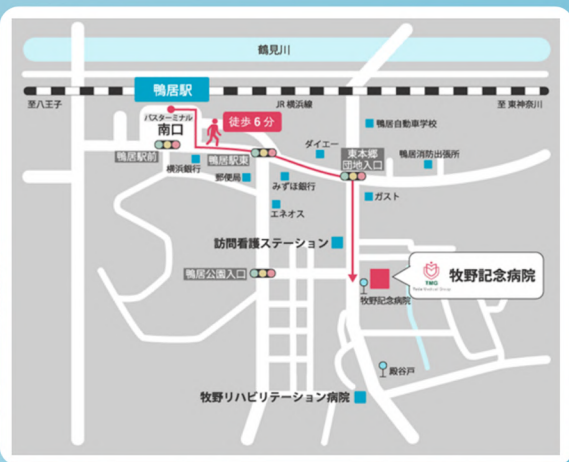 鶴見川
鴨居駅
至八王子
JR 横浜線
至 東神奈川
バスターミナル
南口
徒歩 6 分
鴨居自動車学校
ダイエー
鴨居駅前
横浜銀行
鴨居駅東
東本郷
団地入口
鴨居消防出張所
郵便局
みずほ銀行
ガスト
エネオス
訪問看護ステーション
鴨居公園入口
TMG
牧野記念病院
牧野記念病院
殿谷戸
牧野リハビリテーション病院